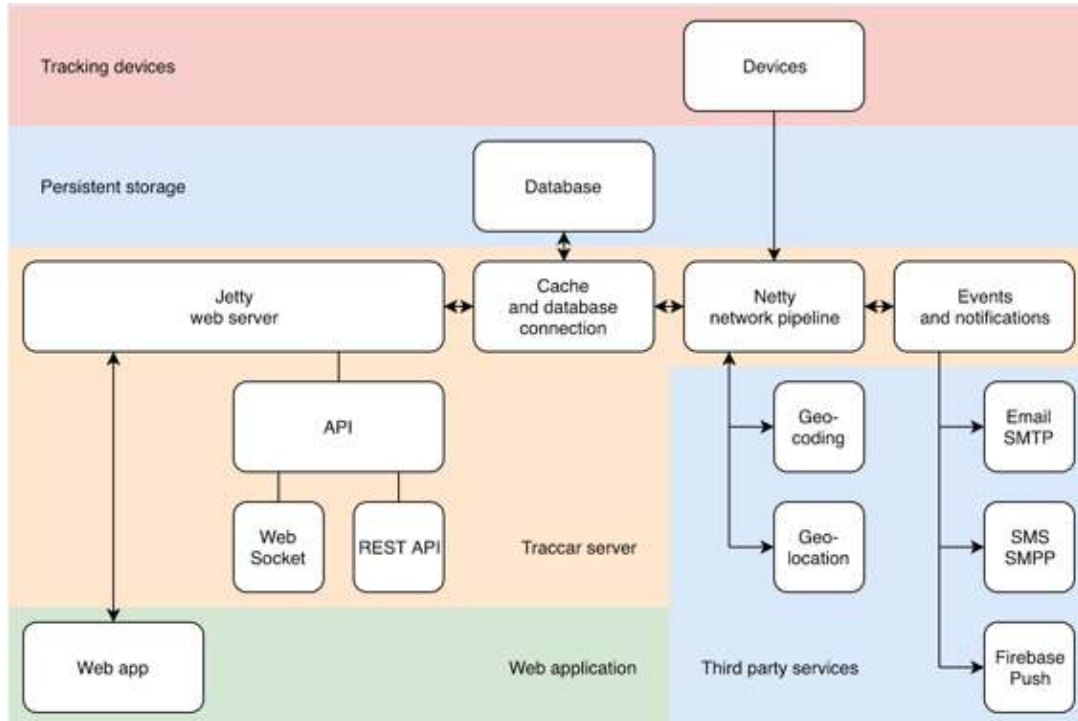 Tracking devices
Devices
Persistent storage
Database
Jetty
web server
Cache
and database
connection
Netty
network pipeline
Events
and notifications
API
Geo-
coding
Email
SMTP
Web
Socket
REST API
Traccar server
Geo-
location
SMS
SMPP
Web app
Web application
Third party services
Firebase
Push